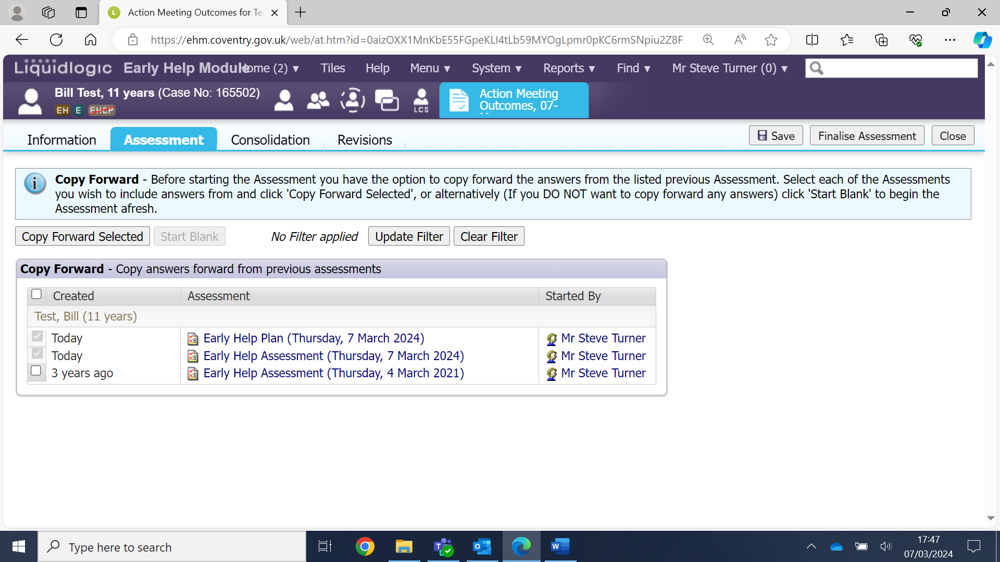 Action Meeting Outcomes for Te
https://ehm.coventry.gov.uk/web/at.htm?id=0aizOXX1MnKbE55FGpeKLI4tLb59MYOgLpmr0pKC6rmSNpiu2Z8F
Liquidlogic Early Help Module ome (2) ▼ Tiles Help Menu ▼ System ▼ Reports ▼ Find ▼ Mr Steve Turner (0) ▼
Bill Test, 11 years (Case No: 165502)
EH E EHCP
LCS
Action Meeting
Outcomes, 07-
Information Assessment Consolidation Revisions Save Finalise Assessment Close
Copy Forward - Before starting the Assessment you have the option to copy forward the answers from the listed previous Assessment. Select each of the Assessments
you wish to include answers from and click 'Copy Forward Selected', or alternatively (If you DO NOT want to copy forward any answers) click 'Start Blank' to begin the
Assessment afresh.
Copy Forward Selected Start Blank No Filter applied Update Filter Clear Filter
Copy Forward - Copy answers forward from previous assessments
Created Assessment Started By
Test, Bill (11 years)
Today Early Help Plan (Thursday, 7 March 2024) Mr Steve Turner
Today Early Help Assessment (Thursday, 7 March 2024) Mr Steve Turner
3 years ago Early Help Assessment (Thursday, 4 March 2021) Mr Steve Turner
Type here to search
17:47
07/03/2024